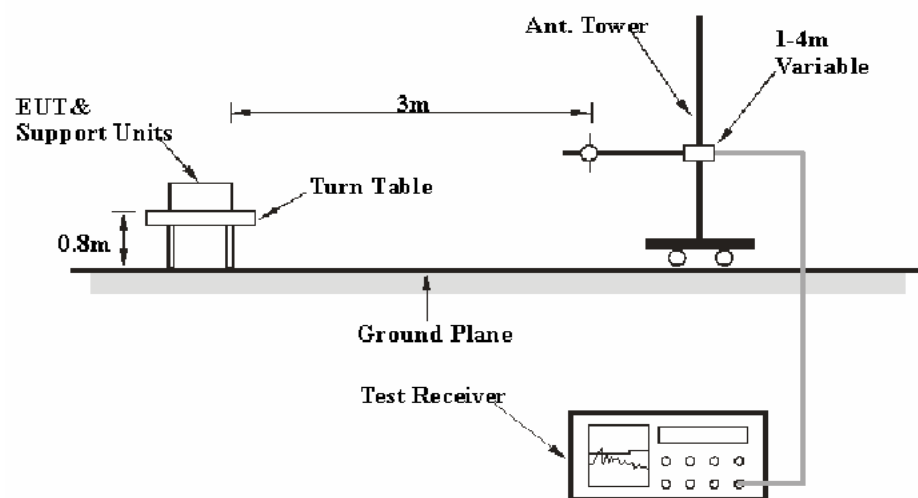 Ant. Tower
1-4m
Variable
3m
EUT&
Support Units
Turn Table
0.8m
Ground Plane
Test Receiver